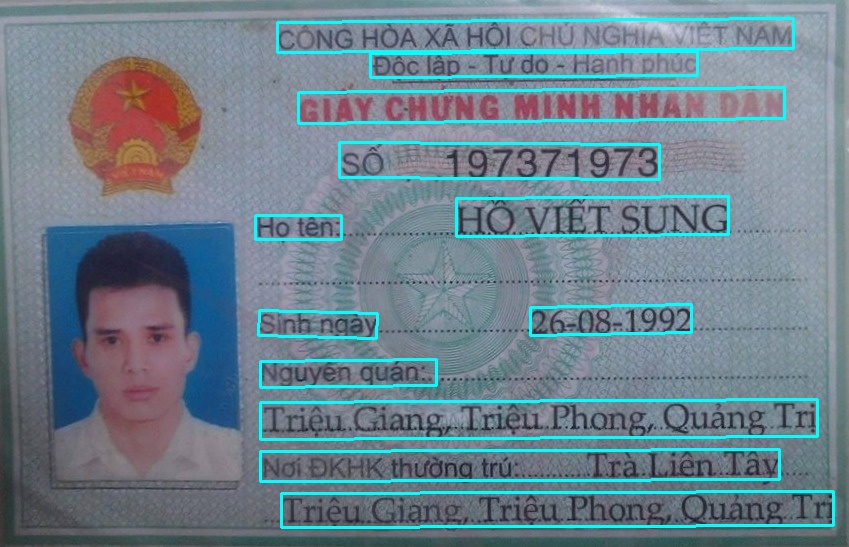 CỘNG HÒA XÃ HỘI CHỦ NGHĨA VIỆT NAM
Độc lập - Tự do - Hạnh phúc
GIẤY CHỨNG MINH NHÂN DÂN
SỐ 197371973
Họ tên: HỒ VIẾT SUNG
Sinh ngày 26-08-1992
Nguyên quán:
Triệu Giang, Triệu Phong, Quảng Trị
Nơi ĐKHK thường trú: Trà Liên Tây
Triệu Giang, Triệu Phong, Quảng Trị